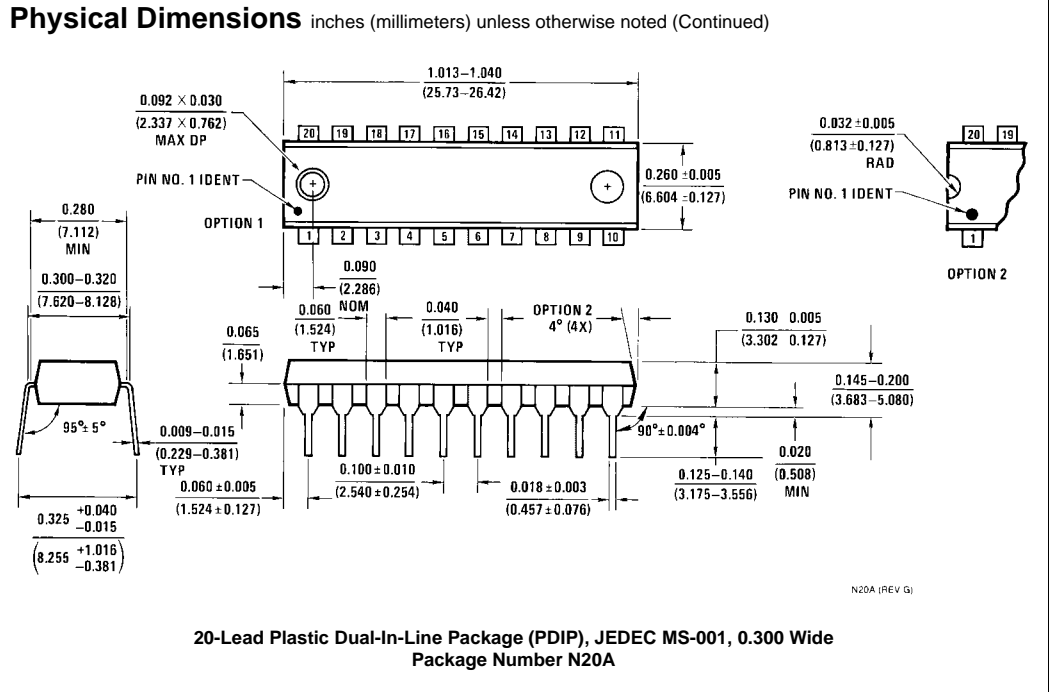 Physical Dimensions inches (millimeters) unless otherwise noted (Continued)
1.013–1.040
(25.73–26.42)
0.092 × 0.030
(2.337 × 0.762)
MAX DP
20 19 18 17 16 15 14 13 12 11
PIN NO. 1 IDENT
OPTION 1
0.260 ±0.005
(6.604 ±0.127)
1 2 3 4 5 6 7 8 9 10
0.032 ±0.005
(0.813 ±0.127)
RAD
20 19
PIN NO. 1 IDENT
1
OPTION 2
0.280
(7.112)
MIN
0.300–0.320
(7.620–8.128)
0.090
(2.286)
NOM
0.060
(1.524)
TYP
0.040
(1.016)
TYP
OPTION 2
4° (4X)
0.130 0.005
(3.302 0.127)
0.065
(1.651)
0.145–0.200
(3.683–5.080)
95°± 5°
90°±0.004°
0.009–0.015
(0.229–0.381)
TYP
0.020
(0.508)
MIN
0.100 ±0.010
(2.540 ±0.254)
0.125–0.140
(3.175–3.556)
0.060 ±0.005
(1.524 ±0.127)
0.018 ±0.003
(0.457 ±0.076)
0.325 +0.040
–0.015
(8.255 +1.016
–0.381)
N20A (REV G)
20-Lead Plastic Dual-In-Line Package (PDIP), JEDEC MS-001, 0.300 Wide
Package Number N20A